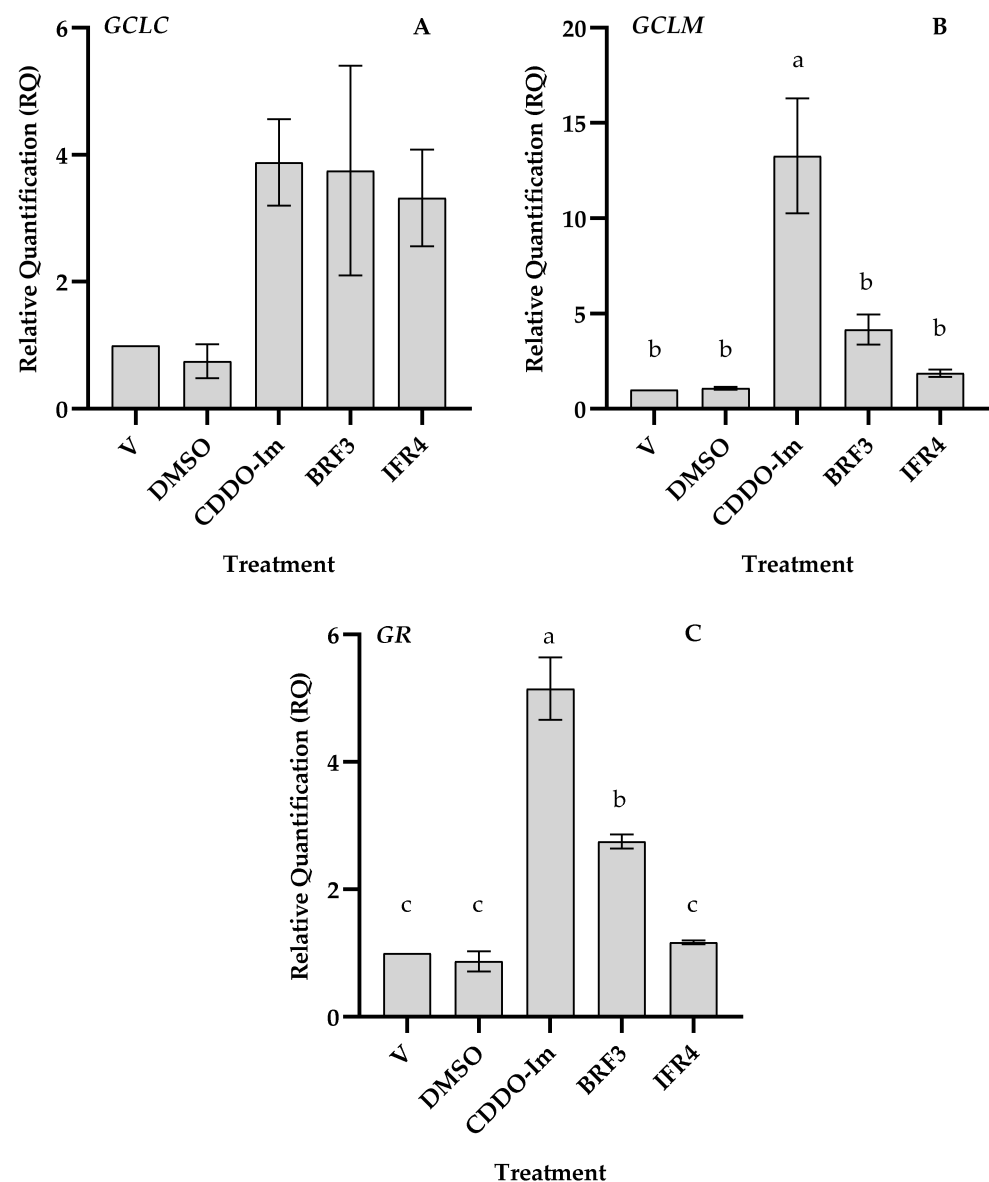 GCLC
A
Relative Quantification (RQ)
6
4
2
0
V
DMSO
CDDO-Im
BRF3
IFR4
Treatment
GCLM
B
Relative Quantification (RQ)
20
15
10
5
0
a
b
b
b
b
V
DMSO
CDDO-Im
BRF3
IFR4
Treatment
GR
C
Relative Quantification (RQ)
6
4
2
0
a
b
c
c
c
V
DMSO
CDDO-Im
BRF3
IFR4
Treatment